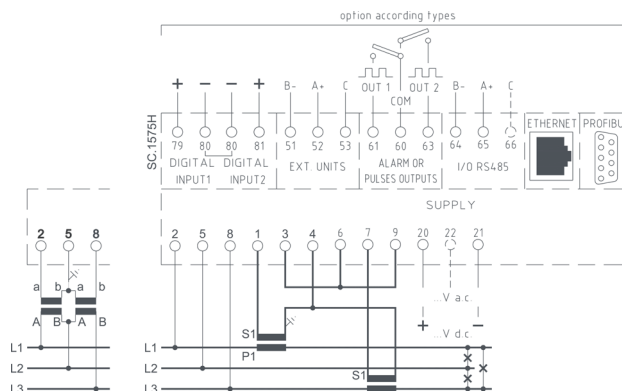 option according types
OUT 1 OUT 2
COM
+ - - + B- A+ C B- A+ C
ETHERNET PROFIBU
SC.1575H
79 80 80 81 51 52 53 61 60 63 64 65 66
DIGITAL DIGITAL EXT. UNITS ALARM OR I/O RS485
INPUT1 INPUT2 PULSES OUTPUTS
SUPPLY
2 5 8 2 5 8 1 3 4 6 7 9 20 22 21
a b a b
...V a.c.
A B A B
+ -
...V d.c.
S1
P1
L1 L1
L2 L2
S1
L3 L3